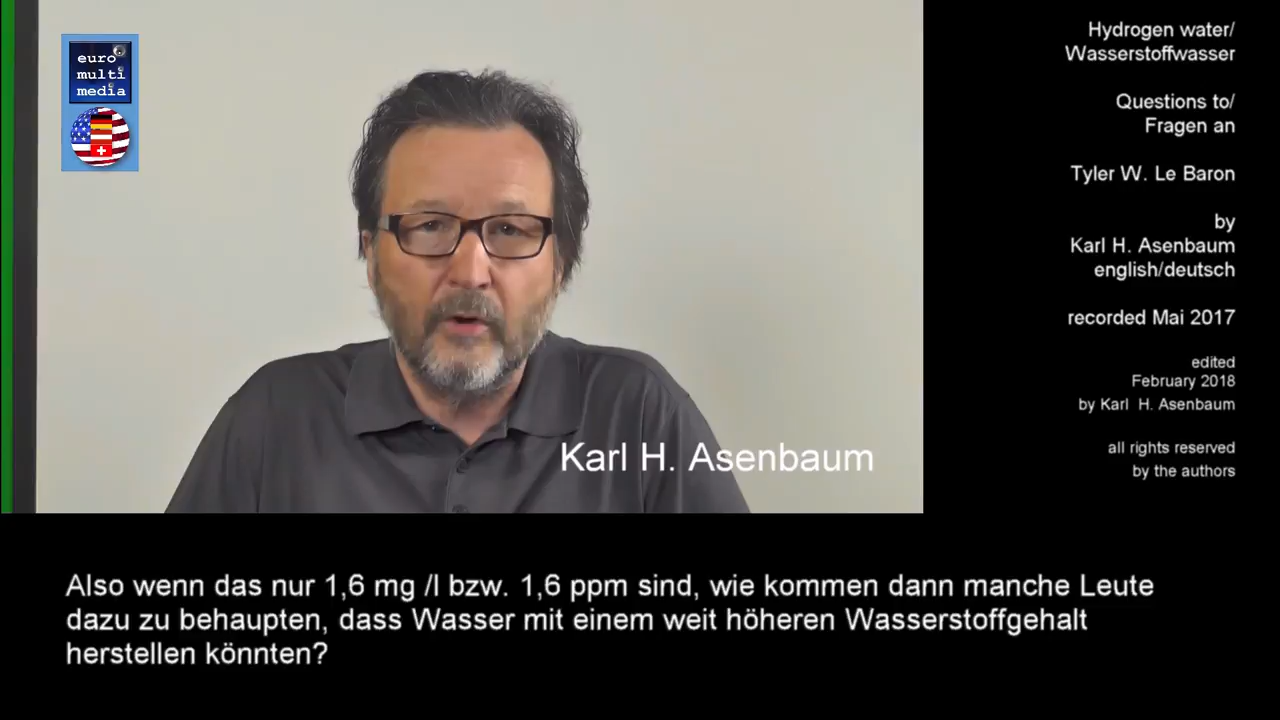 euro
multi
media
Karl H. Asenbaum
Hydrogen water/
Wasserstoffwasser
Questions to/
Fragen an
Tyler W. Le Baron
by
Karl H. Asenbaum
english/deutsch
recorded Mai 2017
edited
February 2018
by Karl H. Asenbaum
all rights reserved
by the authors
Also wenn das nur 1,6 mg /l bzw. 1,6 ppm sind, wie kommen dann manche Leute
dazu zu behaupten, dass Wasser mit einem weit höheren Wasserstoffgehalt
herstellen könnten?